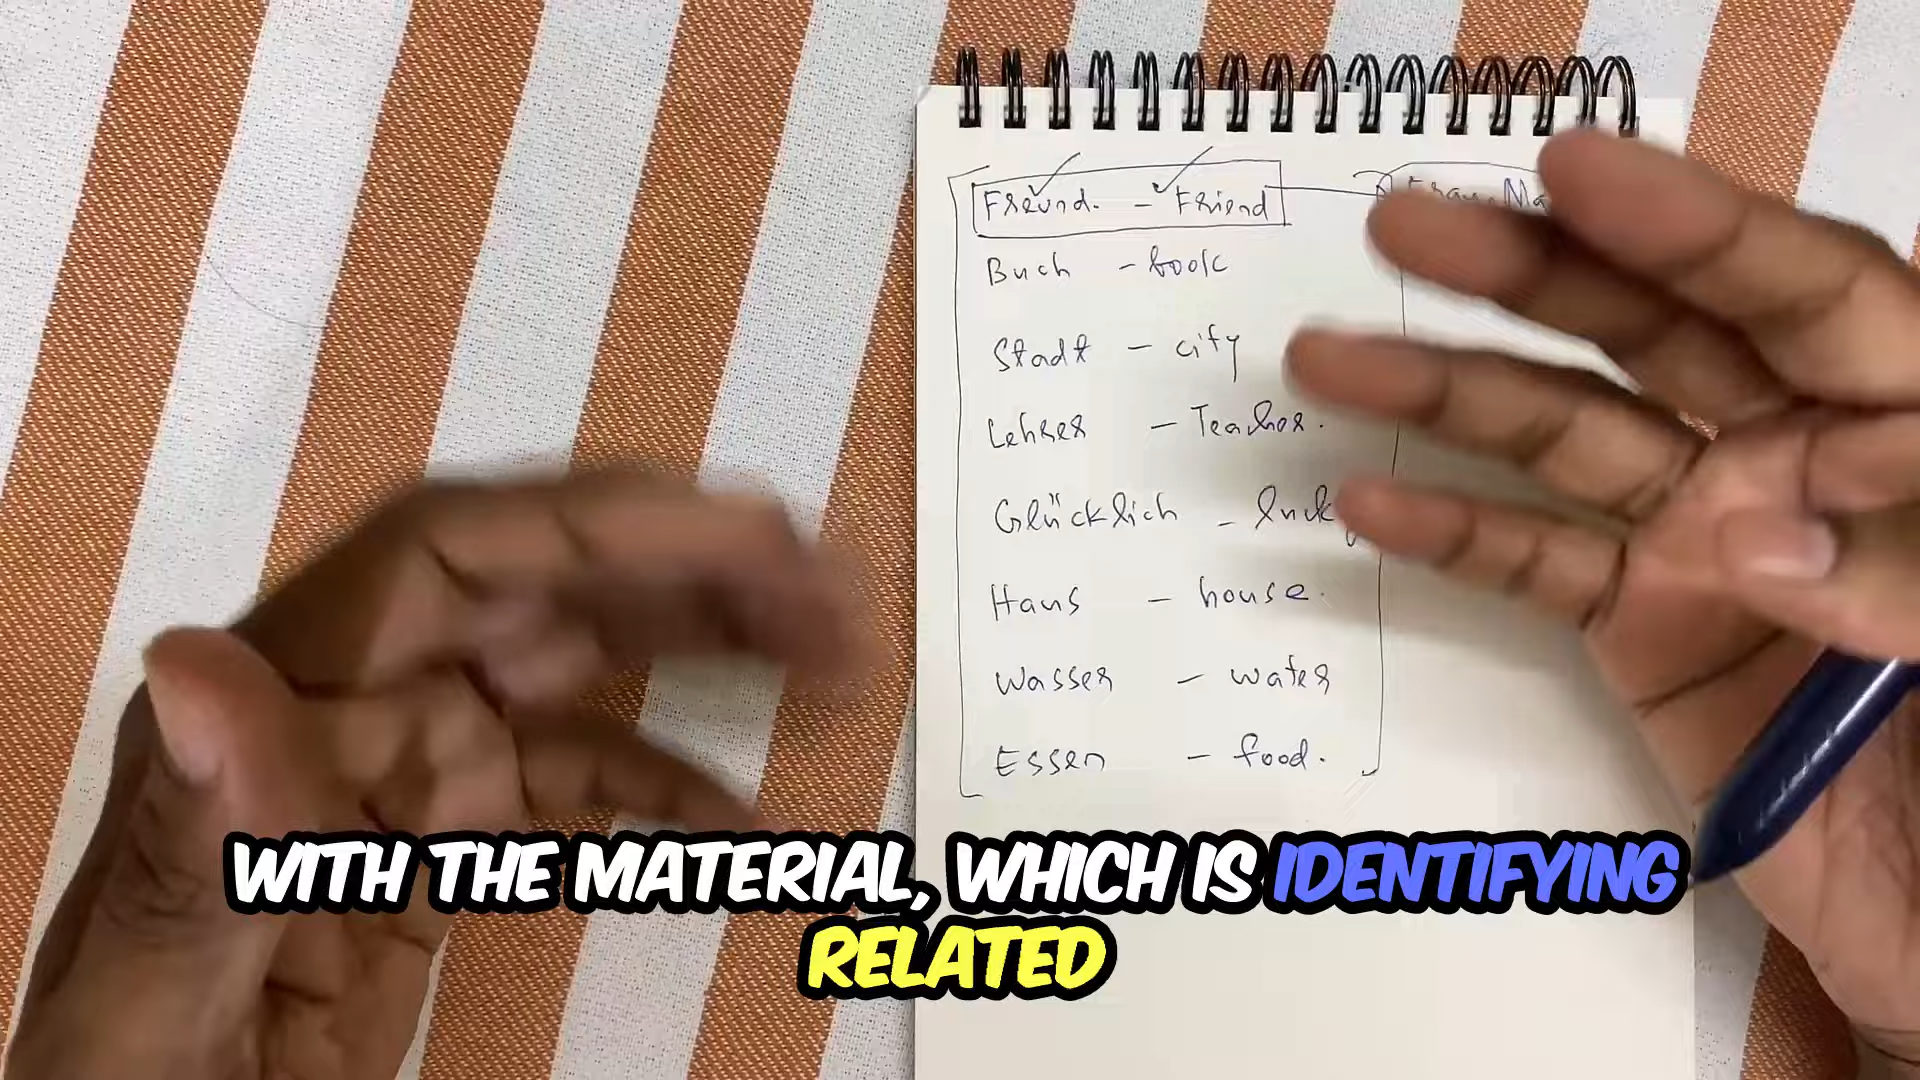 Freund. - Friend
Buch - book
Stadt - city
Lehrer - Teacher.
Glücklich - lucky
Haus - house.
Wasser - water
Essen - food.
WITH THE MATERIAL, WHICH IS IDENTIFYING
RELATED